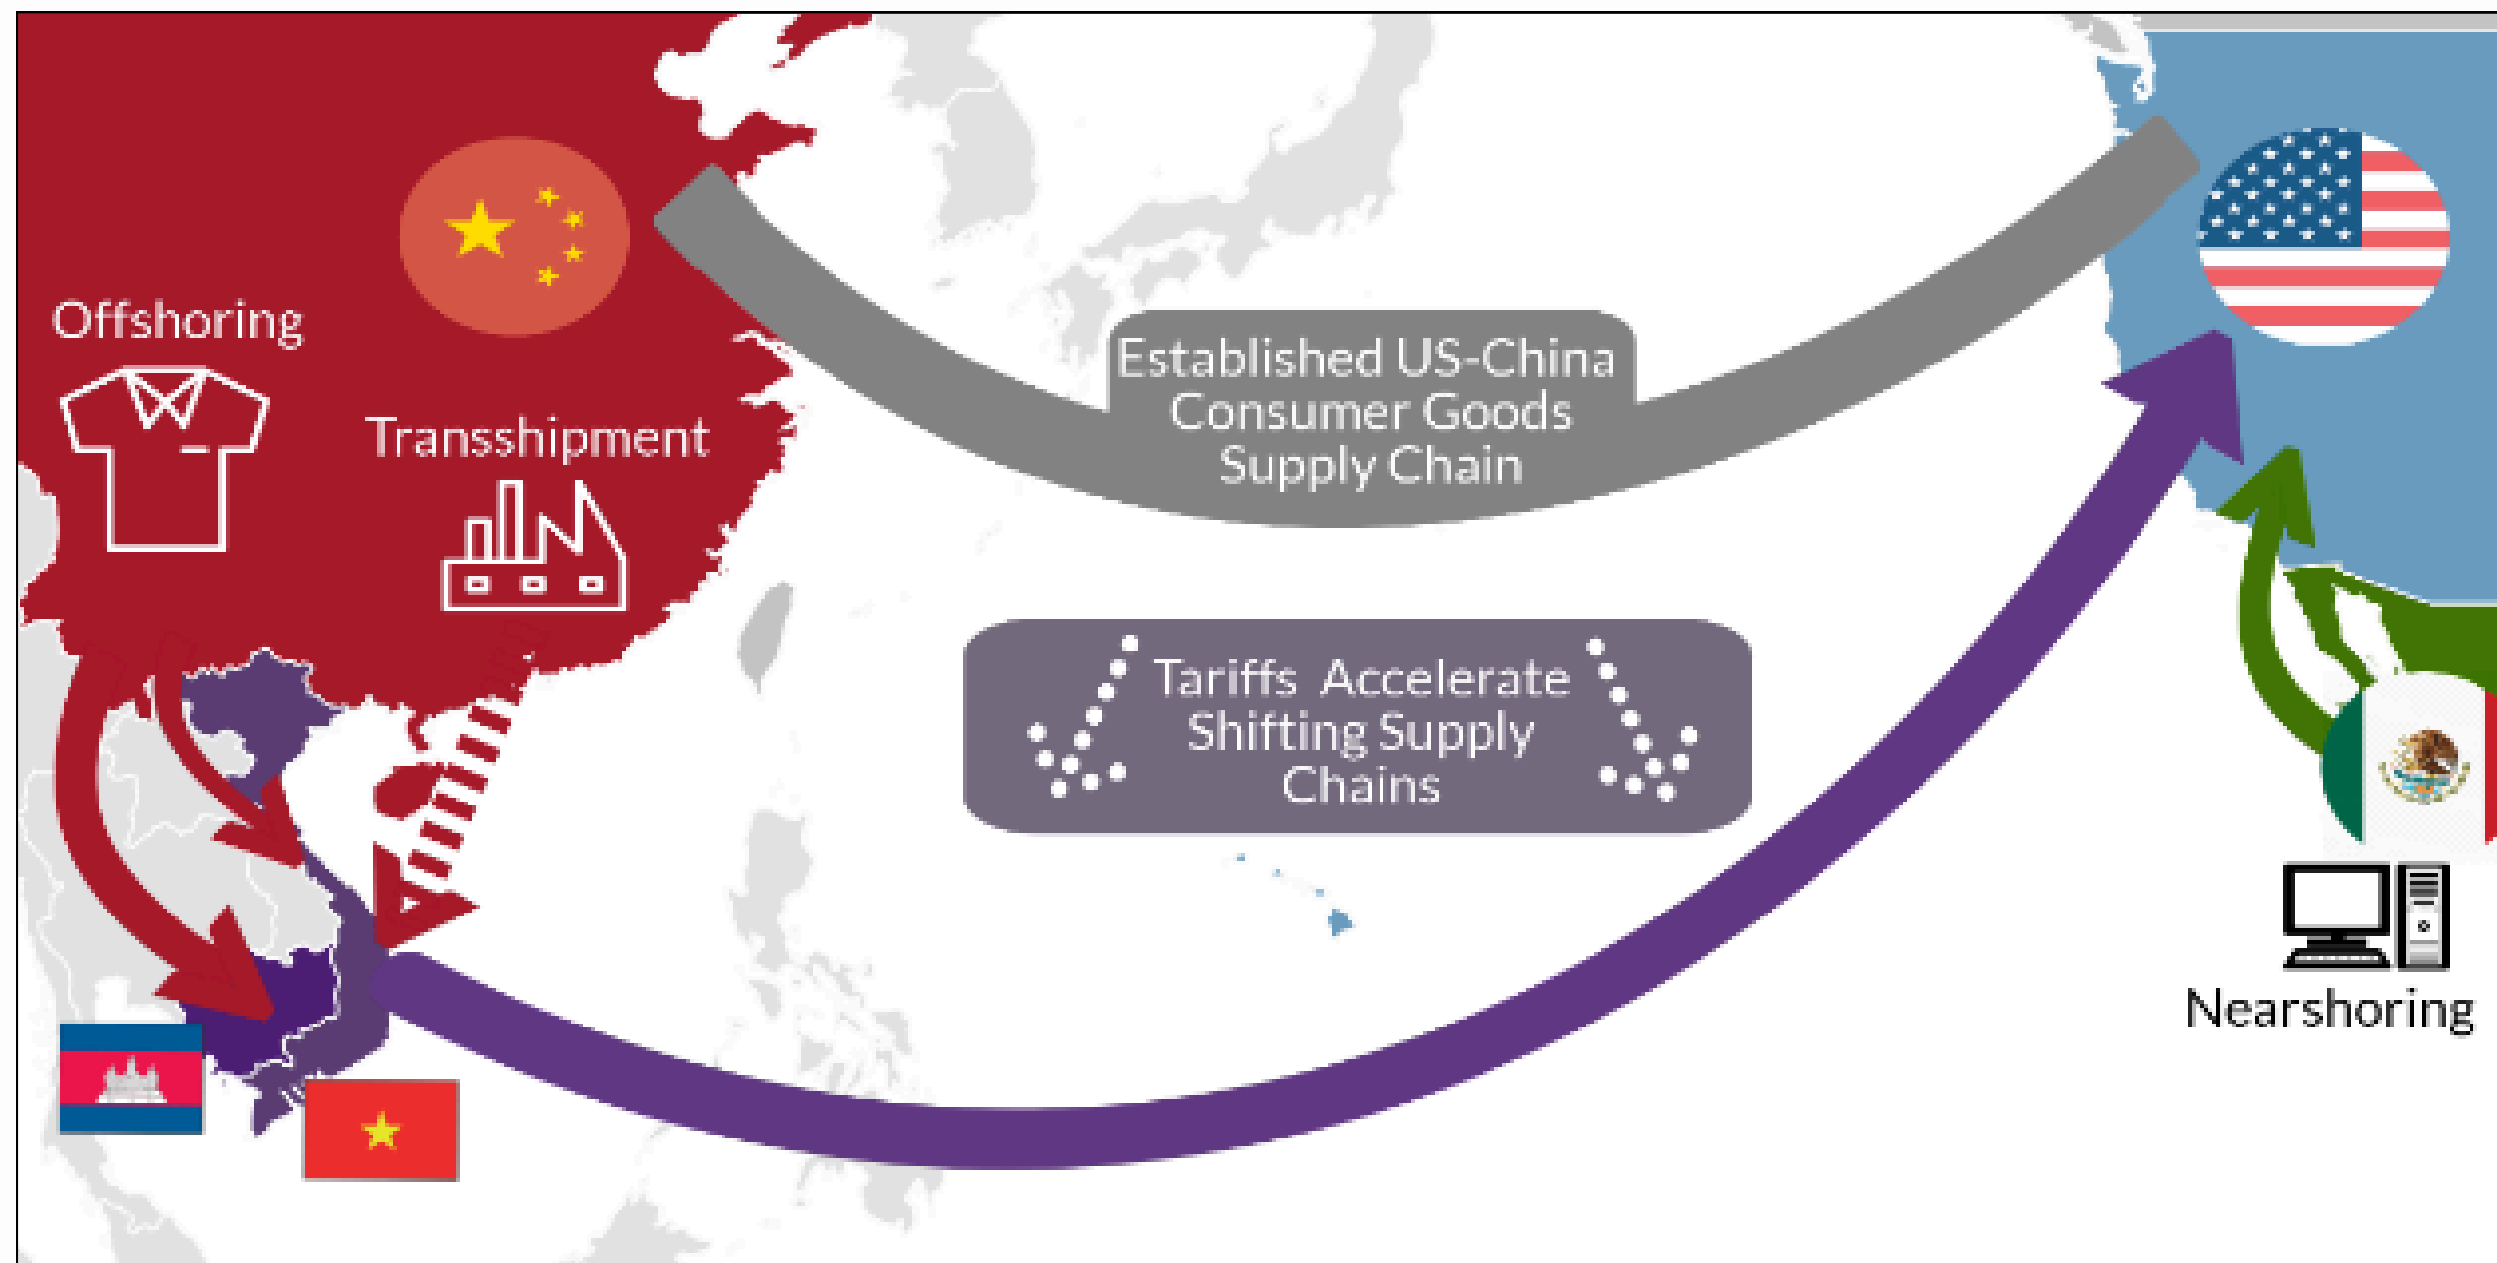 Offshoring
Transshipment
Established US-China
Consumer Goods
Supply Chain
Tariffs Accelerate
Shifting Supply
Chains
Nearshoring